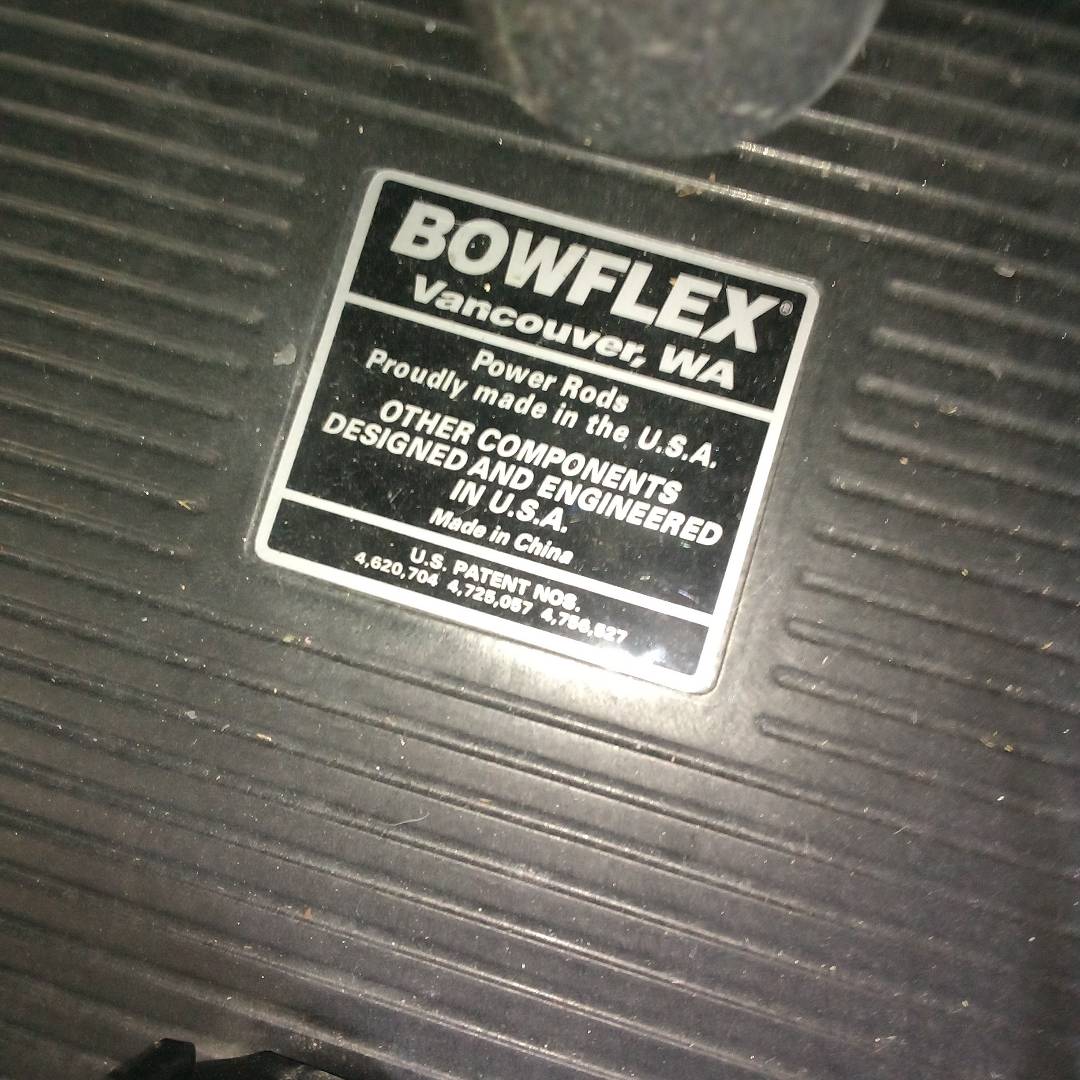 BOWFLEX®
Vancouver, WA
Power Rods
Proudly made in the U.S.A.
OTHER COMPONENTS
DESIGNED AND ENGINEERED
IN U.S.A.
Made in China
U.S. PATENT NOS.
4,620,704 4,725,057